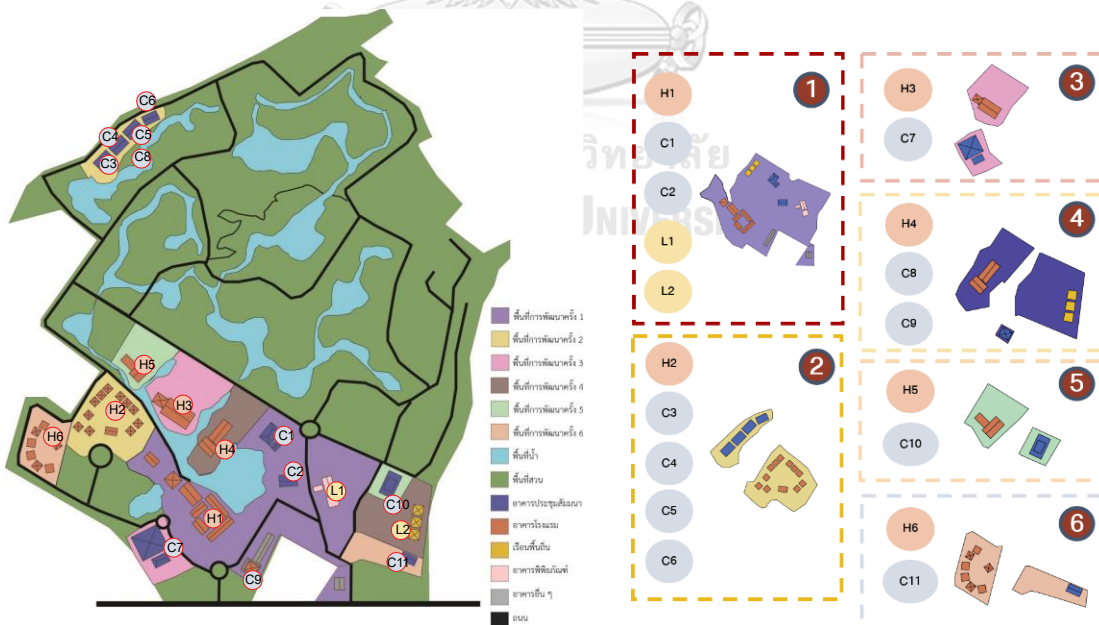 C6
C4
C5
C3
C8
H5
H2
H3
H6
H4
C1
C2
L1
H1
C10
L2
C7
C11
C9
พื้นที่การพัฒนาครั้ง 1
พื้นที่การพัฒนาครั้ง 2
พื้นที่การพัฒนาครั้ง 3
พื้นที่การพัฒนาครั้ง 4
พื้นที่การพัฒนาครั้ง 5
พื้นที่การพัฒนาครั้ง 6
พื้นที่น้ำ
พื้นที่สวน
อาคารประชุมสัมมนา
อาคารโรงแรม
เรือนพื้นถิ่น
อาคารพิพิธภัณฑ์
อาคารอื่น ๆ
ถนน
1
H1
C1
C2
L1
L2
วิทยาลัย
UNIVERSI
2
H2
C3
C4
C5
C6
3
H3
C7
4
H4
C8
C9
5
H5
C10
6
H6
C11